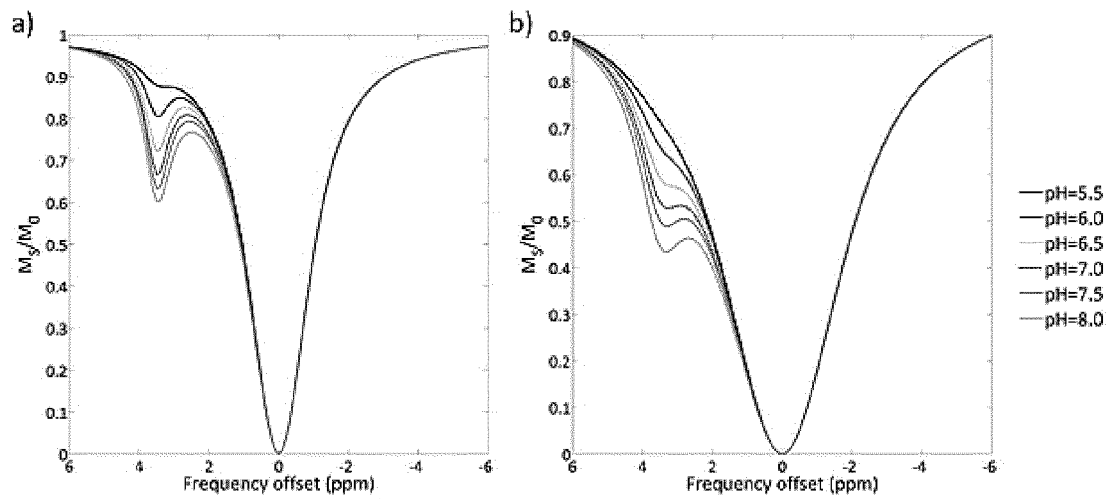 a)
1
0.9
0.8
0.7
0.6
0.5
0.4
0.3
0.2
0.1
0
Ms/M0
6 4 2 0 -2 -4 -6
Frequency offset (ppm)
b)
0.9
0.8
0.7
0.6
0.5
0.4
0.3
0.2
0.1
0
Ms/M0
6 4 2 0 -2 -4 -6
Frequency offset (ppm)
pH=5.5
pH=6.0
pH=6.5
pH=7.0
pH=7.5
pH=8.0